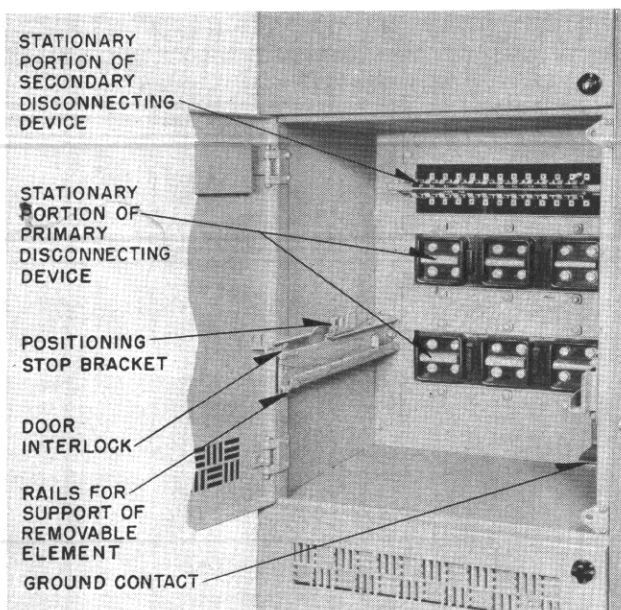 STATIONARY
PORTION OF
SECONDARY
DISCONNECTING
DEVICE
STATIONARY
PORTION OF
PRIMARY
DISCONNECTING
DEVICE
POSITIONING
STOP BRACKET
DOOR
INTERLOCK
RAILS FOR
SUPPORT OF
REMOVABLE
ELEMENT
GROUND CONTACT